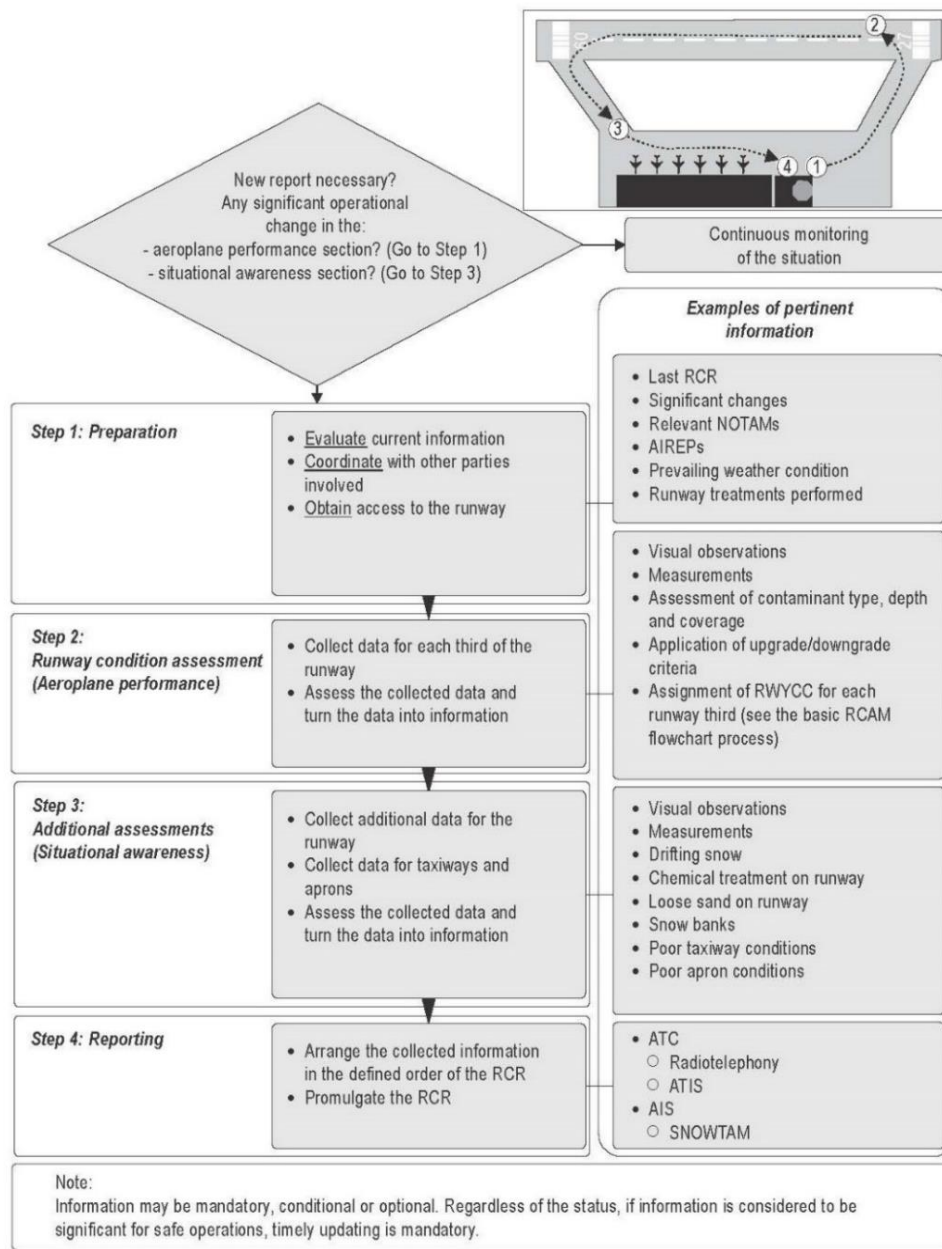 2
09
27
3
4
1
New report necessary?
Any significant operational
change in the:
- aeroplane performance section? (Go to Step 1)
- situational awareness section? (Go to Step 3)
Continuous monitoring
of the situation
Examples of pertinent
information
Step 1: Preparation
• Evaluate current information
• Coordinate with other parties
involved
• Obtain access to the runway
• Last RCR
• Significant changes
• Relevant NOTAMs
• AIREPs
• Prevailing weather condition
• Runway treatments performed
Step 2:
Runway condition assessment
(Aeroplane performance)
• Collect data for each third of the
runway
• Assess the collected data and
turn the data into information
• Visual observations
• Measurements
• Assessment of contaminant type, depth
and coverage
• Application of upgrade/downgrade
criteria
• Assignment of RWYCC for each
runway third (see the basic RCAM
flowchart process)
Step 3:
Additional assessments
(Situational awareness)
• Collect additional data for the
runway
• Collect data for taxiways and
aprons
• Assess the collected data and
turn the data into information
• Visual observations
• Measurements
• Drifting snow
• Chemical treatment on runway
• Loose sand on runway
• Snow banks
• Poor taxiway conditions
• Poor apron conditions
Step 4: Reporting
• Arrange the collected information
in the defined order of the RCR
• Promulgate the RCR
• ATC
○ Radiotelephony
○ ATIS
• AIS
○ SNOWTAM
Note:
Information may be mandatory, conditional or optional. Regardless of the status, if information is considered to be
significant for safe operations, timely updating is mandatory.